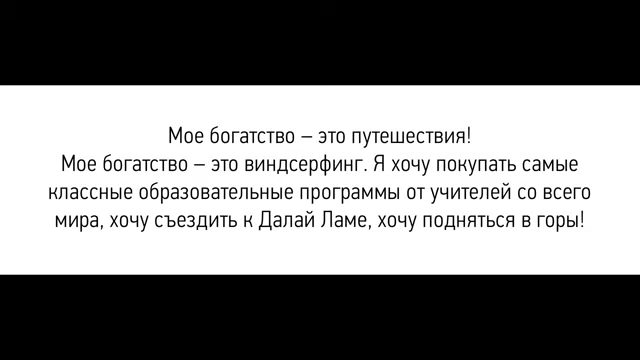 Мое богатство – это путешествия!
Мое богатство – это виндсерфинг. Я хочу покупать самые
классные образовательные программы от учителей со всего
мира, хочу съездить к Далай Ламе, хочу подняться в горы!